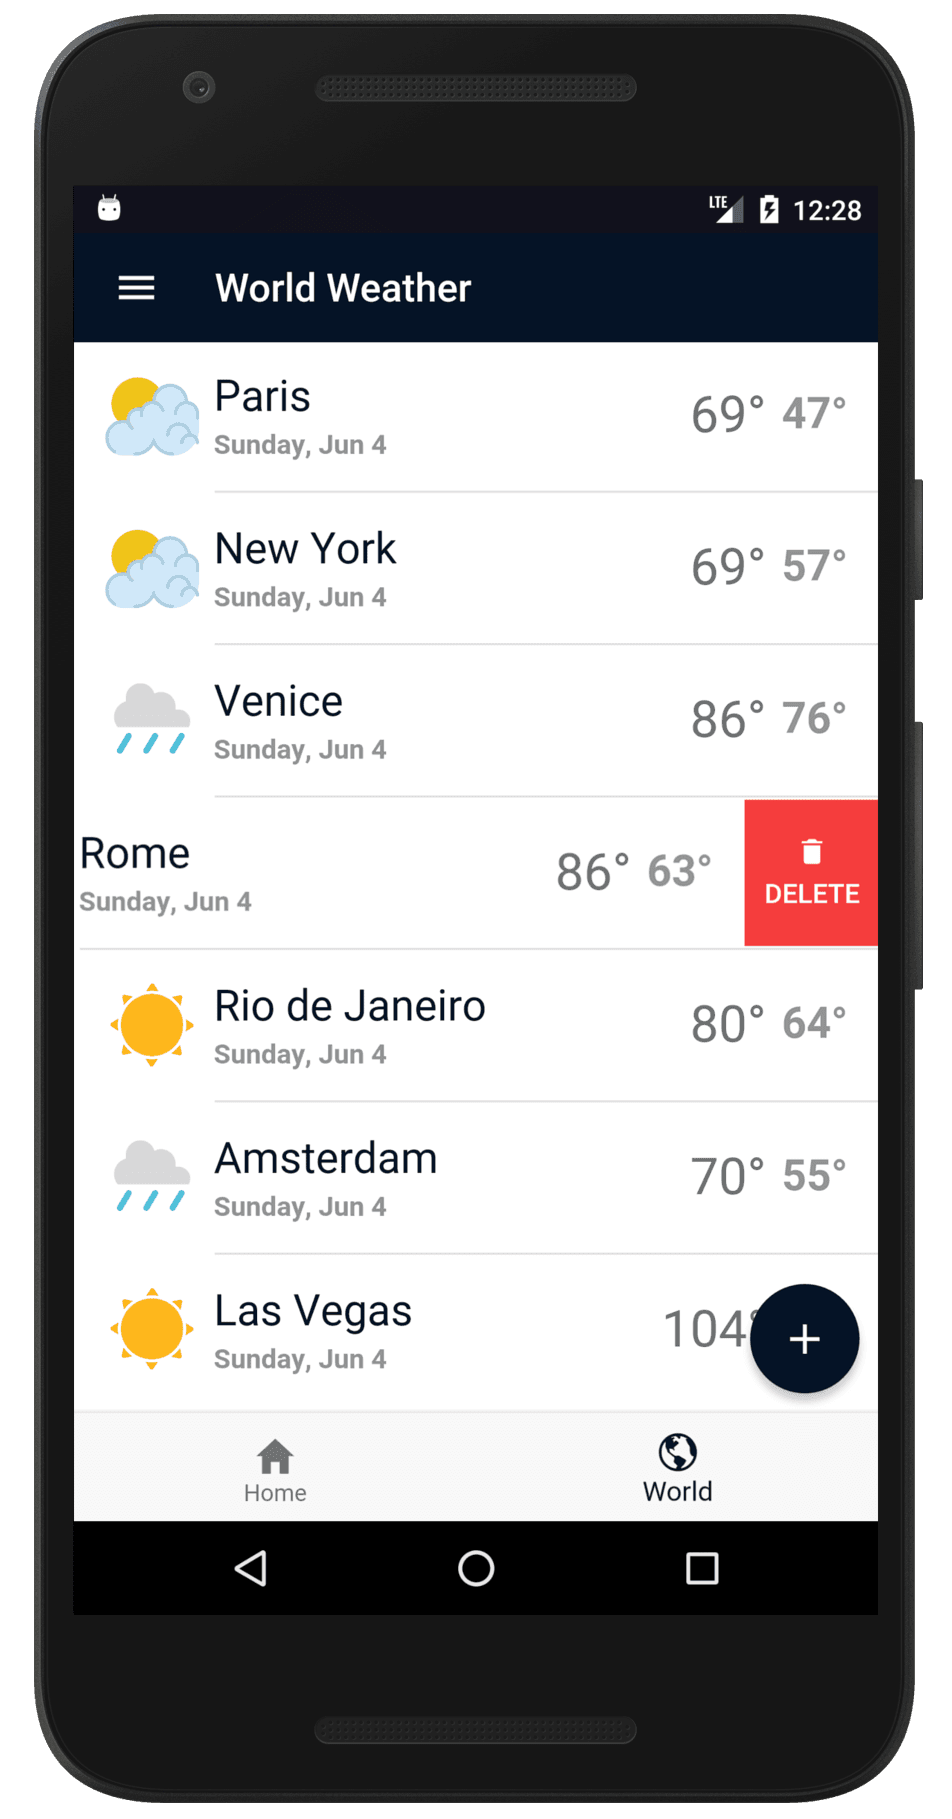 LTE 12:28
World Weather
Paris
69° 47°
Sunday, Jun 4
New York
69° 57°
Sunday, Jun 4
Venice
86° 76°
Sunday, Jun 4
Rome
86° 63°
Sunday, Jun 4
DELETE
Rio de Janeiro
80° 64°
Sunday, Jun 4
Amsterdam
70° 55°
Sunday, Jun 4
Las Vegas
104°
Sunday, Jun 4
+
Home
World